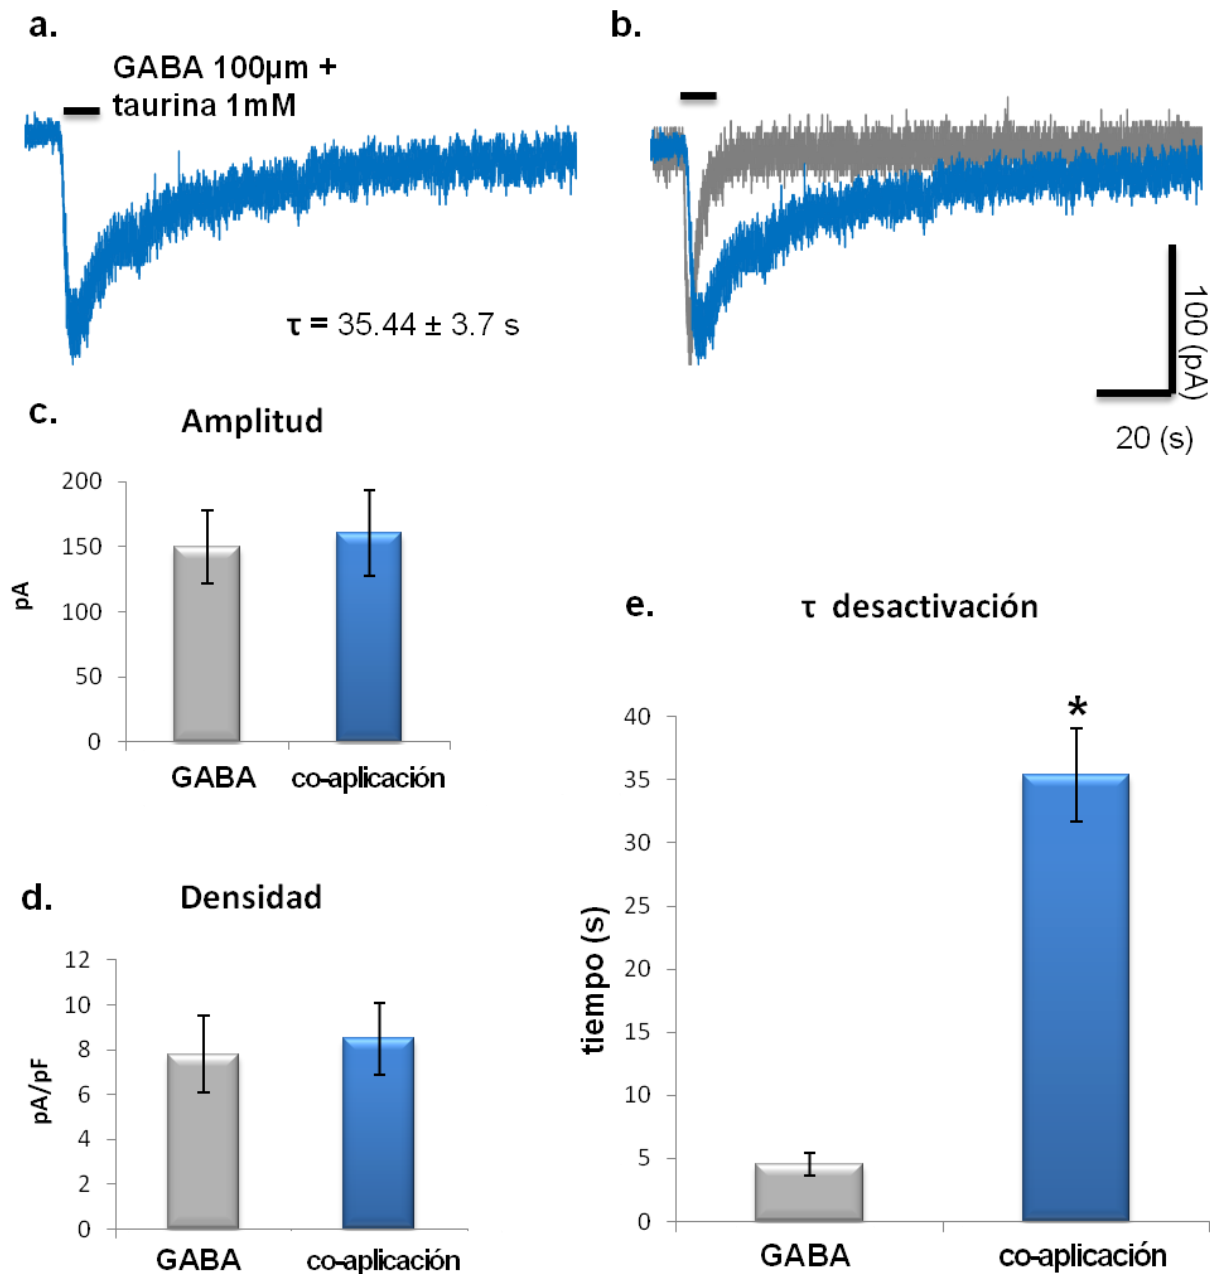 a.
GABA 100µm +
taurina 1mM
τ = 35.44 ± 3.7 s
b.
100 (pA)
20 (s)
c.
Amplitud
200
150
100
50
0
pA
GABA
co-aplicación
d.
Densidad
12
10
8
6
4
2
0
pA/pF
GABA
co-aplicación
e.
τ desactivación
*
40
35
30
25
20
15
10
5
0
tiempo (s)
GABA
co-aplicación